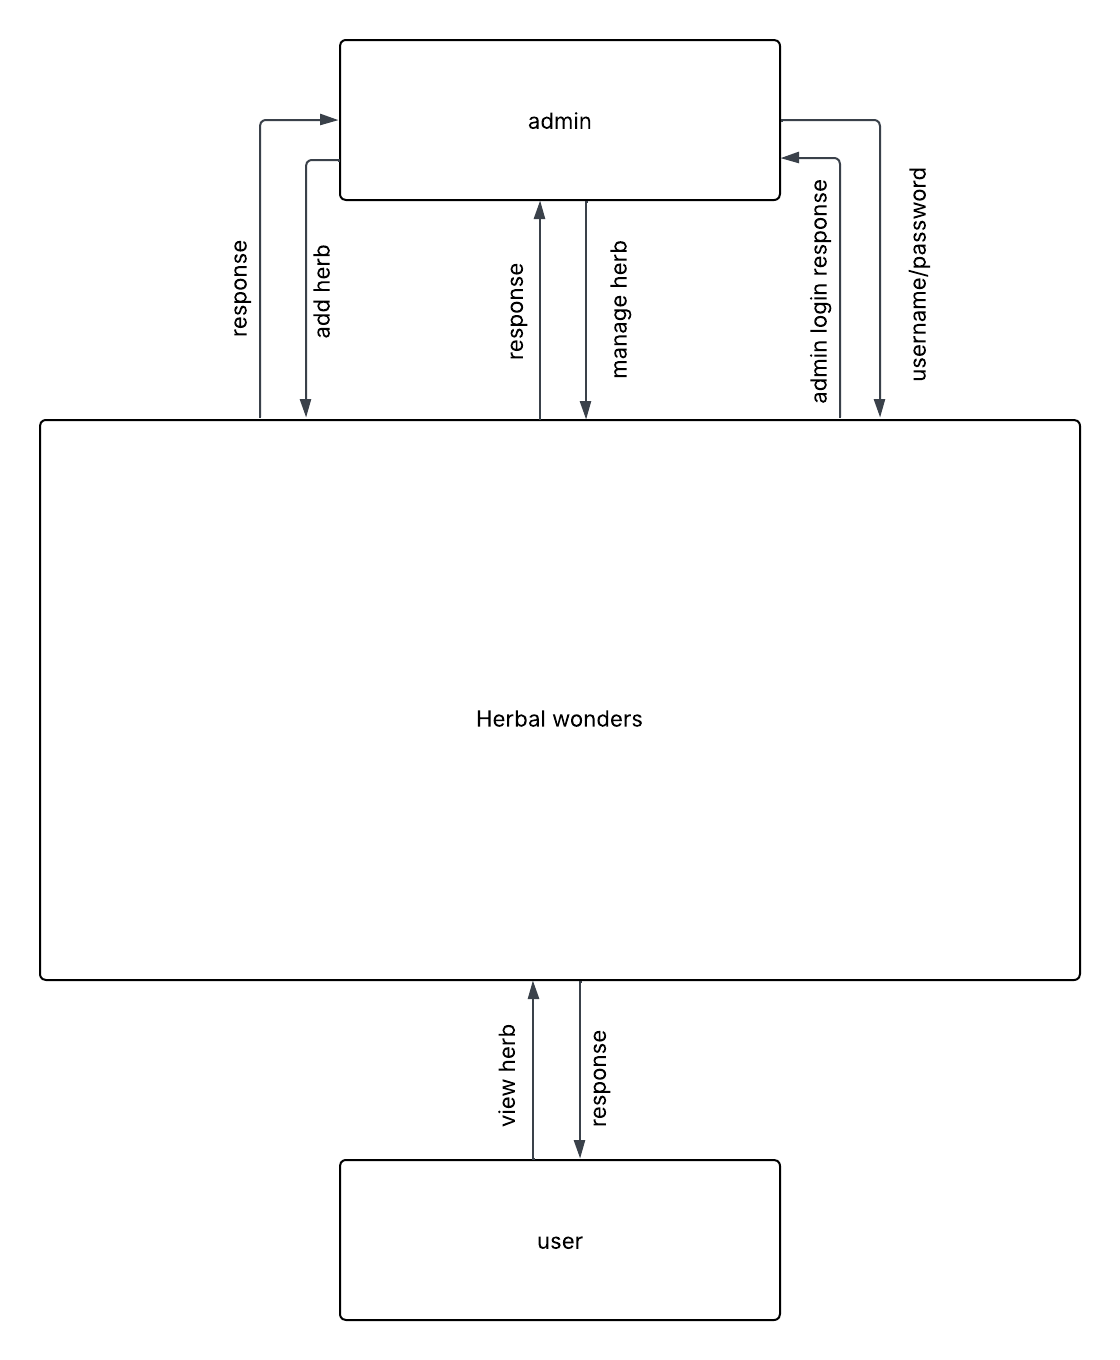 admin
response
add herb
response
manage herb
admin login response
username/password
Herbal wonders
view herb
response
user